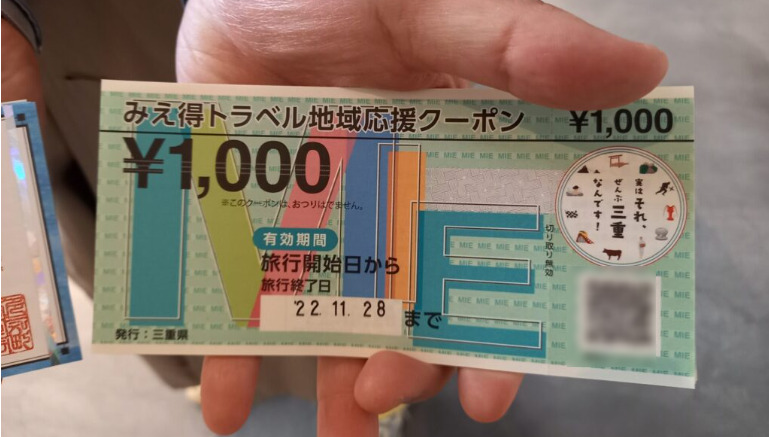 みえ得トラベル地域応援クーポン ¥1,000
¥1,000
※このクーポンは、おつりはでません。
有効期間
旅行開始日から
旅行終了日
'22.11.28 まで
発行：三重県
実はそれ、
ぜんぶ三重
なんです！
切り取り無効
MIE